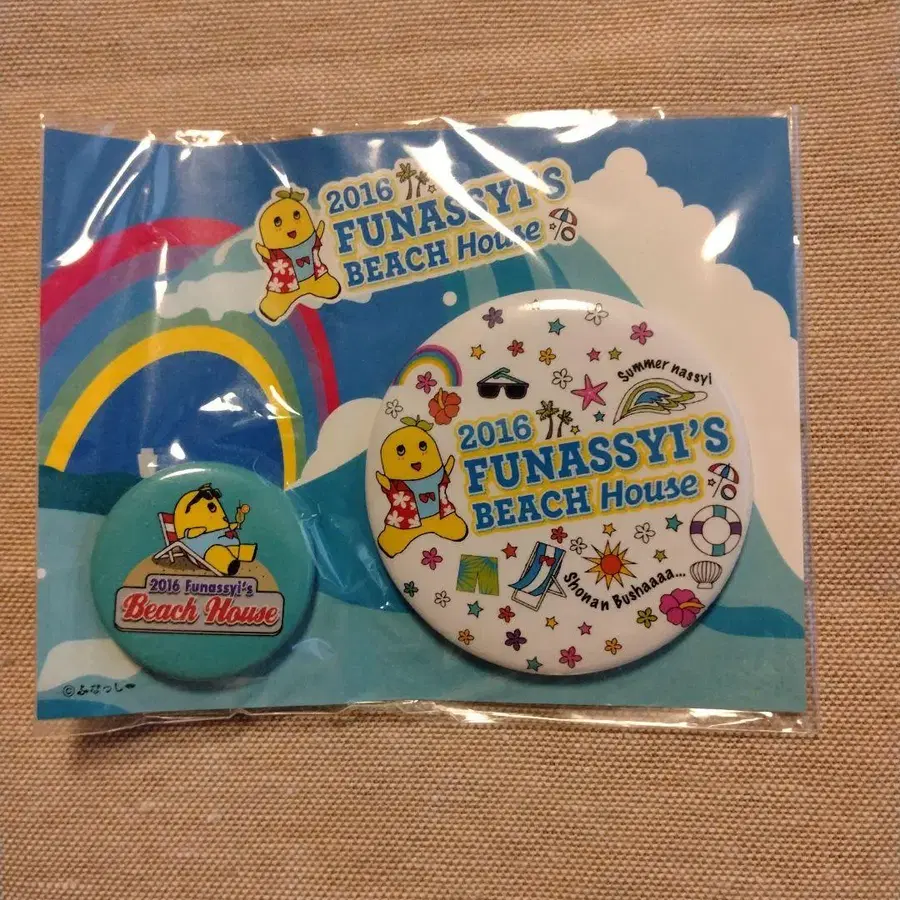 2016
FUNASSYI'S
BEACH House
Summer nassyi
2016
FUNASSYI'S
BEACH House
Shonan Bushaaaa...
2016 Funassyi's
Beach House
©ふなっしー